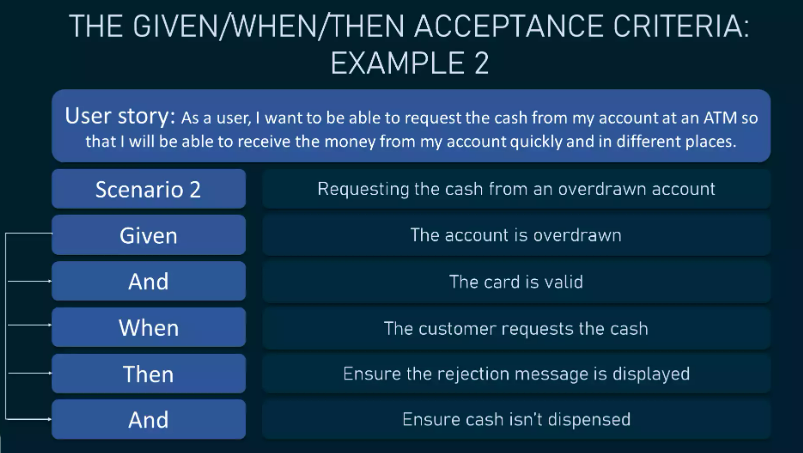 THE GIVEN/WHEN/THEN ACCEPTANCE CRITERIA:
EXAMPLE 2
User story: As a user, I want to be able to request the cash from my account at an ATM so
that I will be able to receive the money from my account quickly and in different places.
Scenario 2 Requesting the cash from an overdrawn account
Given The account is overdrawn
And The card is valid
When The customer requests the cash
Then Ensure the rejection message is displayed
And Ensure cash isn't dispensed